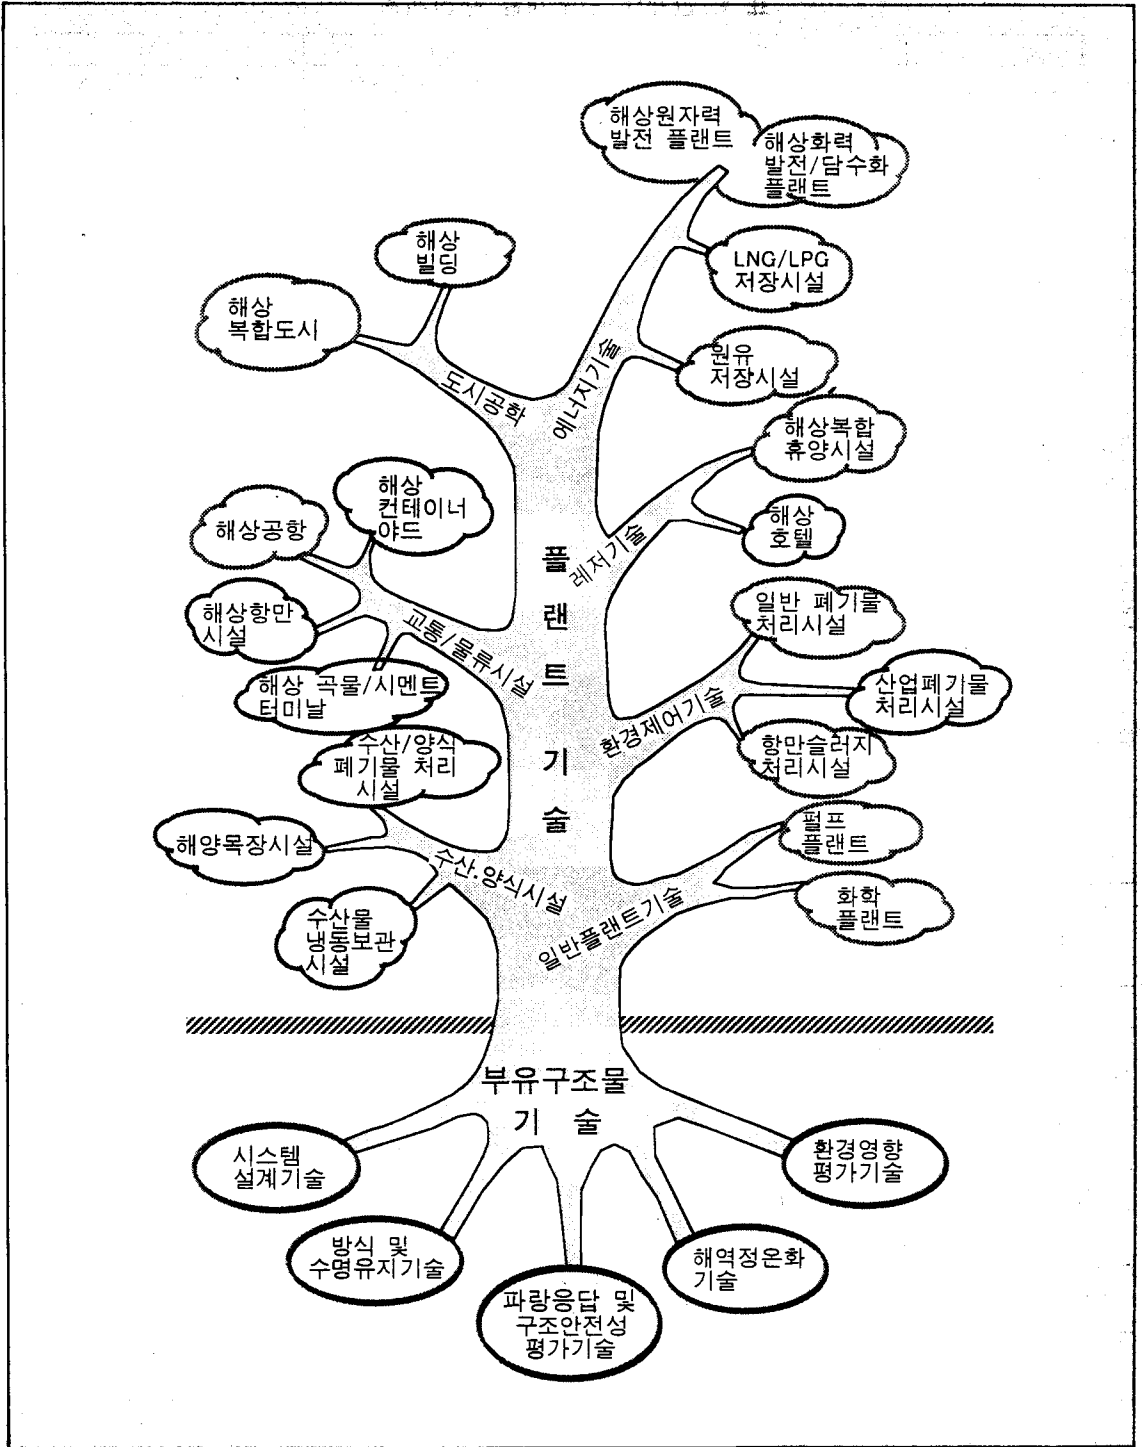 해상원자력
발전 플랜트
해상화력
발전/담수화
플랜트
해상
빌딩
LNG/LPG
저장시설
해상
복합도시
원유
저장시설
도시공학
에너지기술
해상복합
휴양시설
해상
컨테이너
야드
해상공항
해상
호텔
레저기술
플
랜
트
기
술
해상항만
시설
교통/물류시설
일반 폐기물
처리시설
해상 곡물/시멘트
터미날
산업폐기물
처리시설
환경제어기술
수산/양식
폐기물 처리
시설
항만슬러지
처리시설
해양목장시설
펄프
플랜트
수산.양식시설
화학
플랜트
일반플랜트기술
수산물
냉동보관
시설
부유구조물
기 술
시스템
설계기술
환경영향
평가기술
방식 및
수명유지기술
해역정온화
기술
파랑응답 및
구조안전성
평가기술